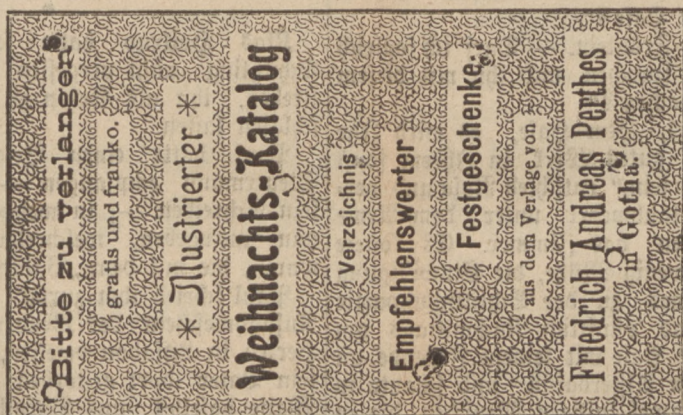 Bitte zu verlangen
gratis und franko.
* Illustrierter *
Weihnachts-Katalog
Verzeichnis
Empfehlenswerter
Festgeschenke
aus dem Verlage von
Friedrich Andreas Perthes
in Gotha.